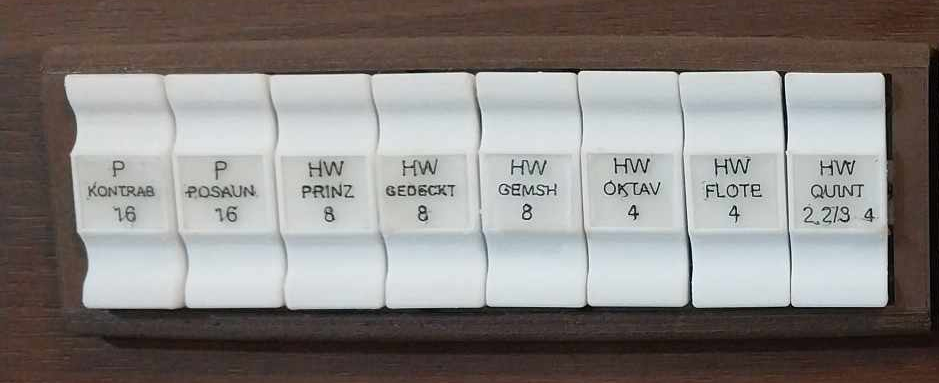 P
KONTRAB
16
P
POSAUN
16
HW
PRINZ
8
HW
GEDECKT
8
HW
GEMSH
8
HW
OKTAV
4
HW
FLOTE
4
HW
QUINT
2.2/3 4